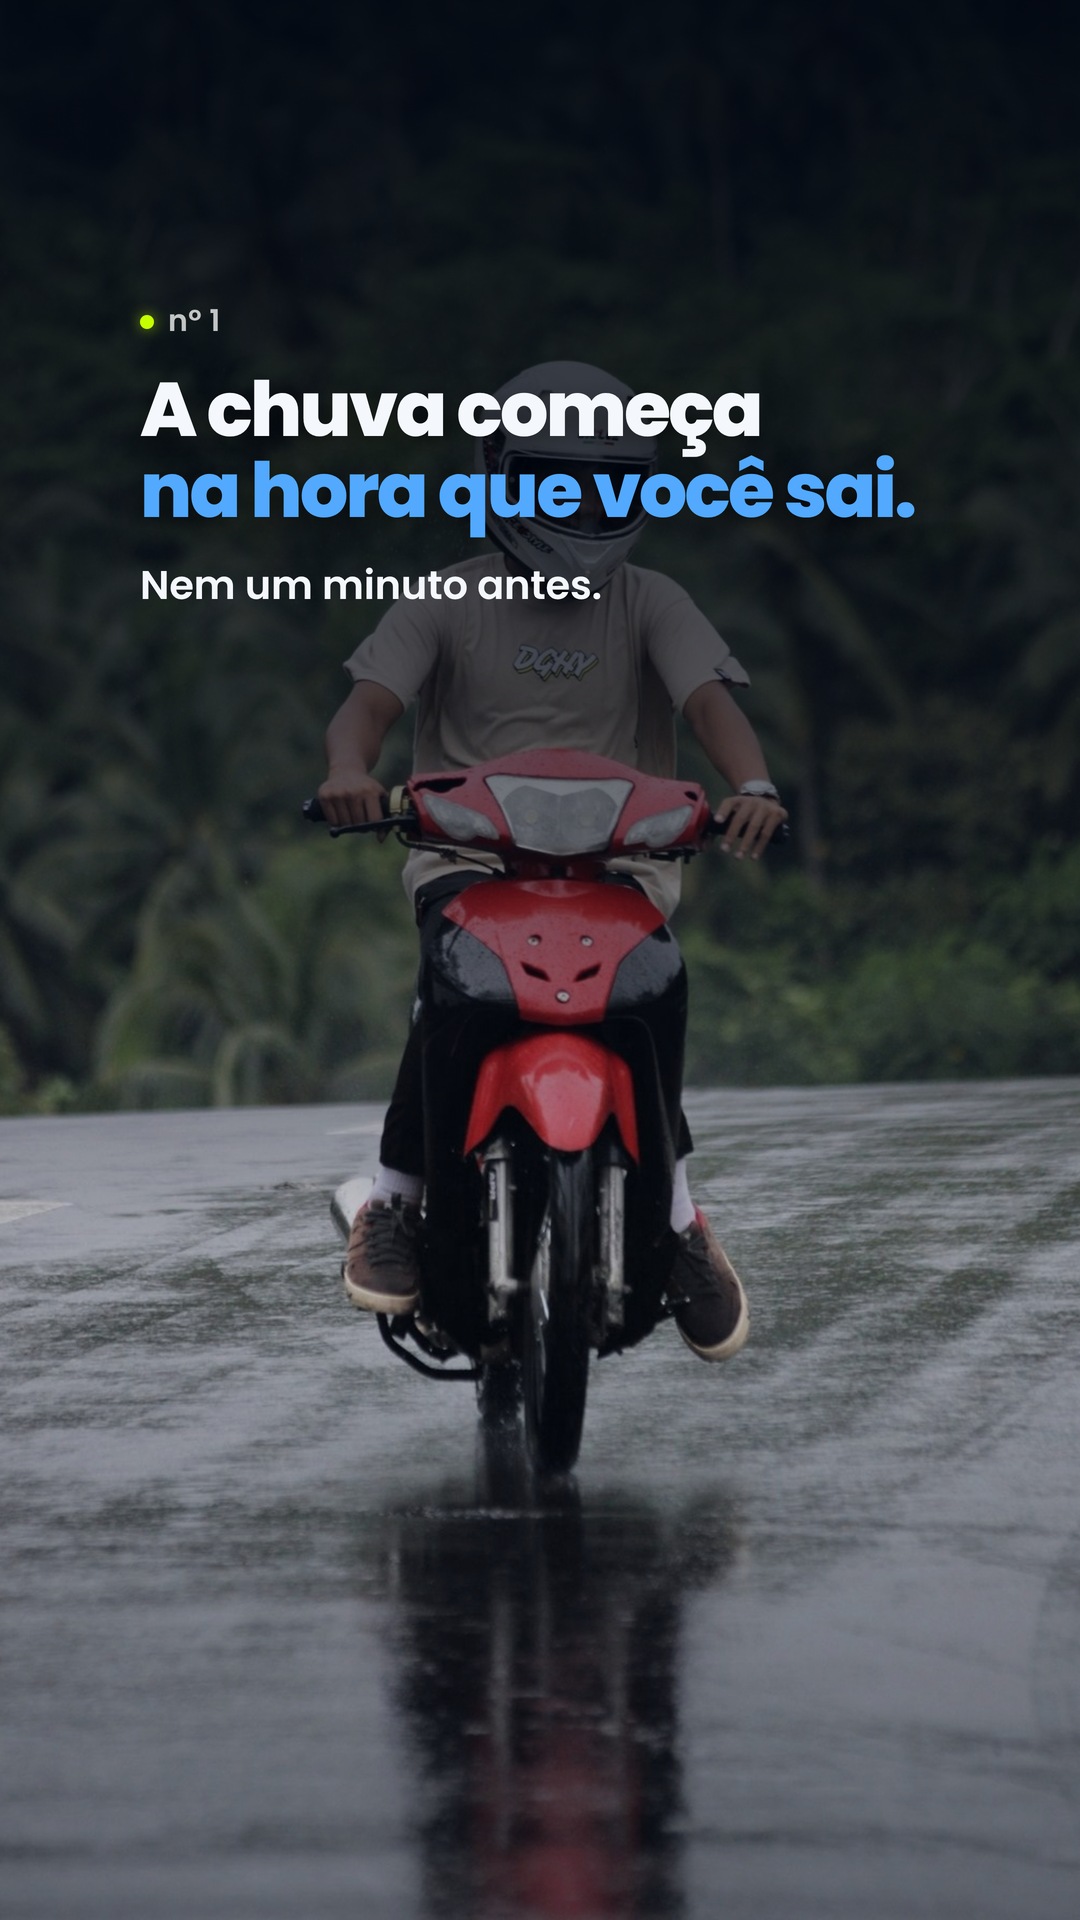 nº 1
A chuva começa
na hora que você sai.
Nem um minuto antes.
DGHY